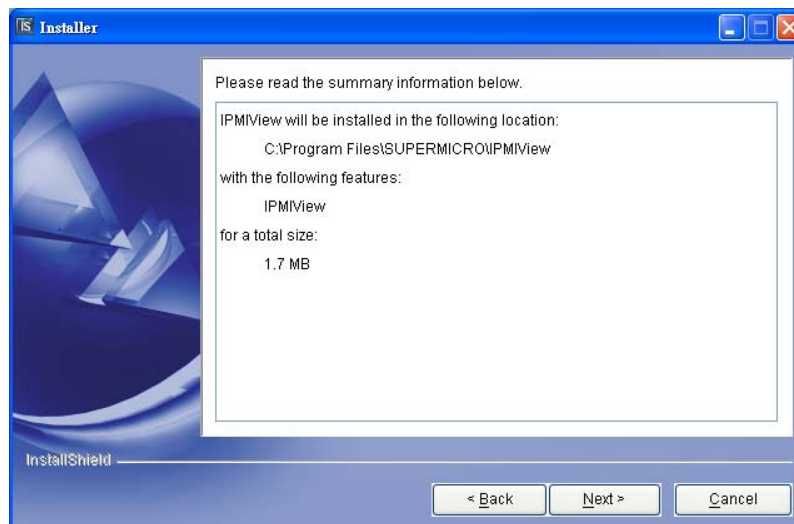 IS Installer
Please read the summary information below.
IPMIView will be installed in the following location:
C:\Program Files\SUPERMICRO\IPMIView
with the following features:
IPMIView
for a total size:
1.7 MB
InstallShield
< Back
Next >
Cancel